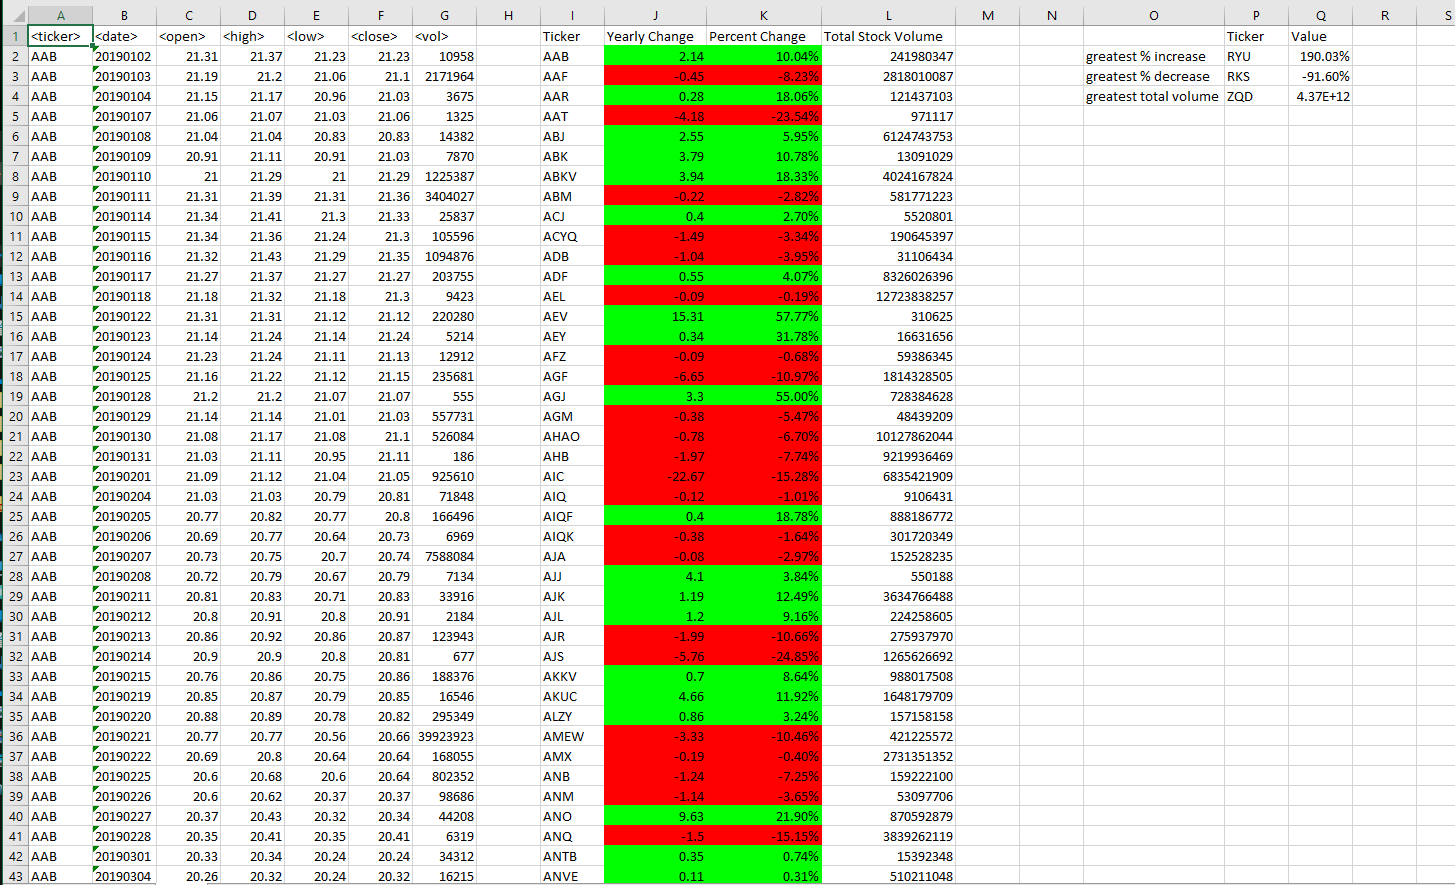 A B C D E F G H I J K L M N O P Q R S
1 <ticker> <date> <open> <high> <low> <close> <vol> Ticker Yearly Change Percent Change Total Stock Volume Ticker Value
2 AAB 20190102 21.31 21.37 21.23 21.23 10958 AAB 2.14 10.04% 241980347 greatest % increase RYU 190.03%
3 AAB 20190103 21.19 21.2 21.06 21.1 2171964 AAF -0.45 -8.23% 2818010087 greatest % decrease RKS -91.60%
4 AAB 20190104 21.15 21.17 20.96 21.03 3675 AAR 0.28 18.06% 121437103 greatest total volume ZQD 4.37E+12
5 AAB 20190107 21.06 21.07 21.03 21.06 1325 AAT -4.18 -23.54% 971117
6 AAB 20190108 21.04 21.04 20.83 20.83 14382 ABJ 2.55 5.95% 6124743753
7 AAB 20190109 20.91 21.11 20.91 21.03 7870 ABK 3.79 10.78% 13091029
8 AAB 20190110 21 21.29 21 21.29 1225387 ABKV 3.94 18.33% 4024167824
9 AAB 20190111 21.31 21.39 21.31 21.36 3404027 ABM -0.22 -2.82% 581771223
10 AAB 20190114 21.34 21.41 21.3 21.33 25837 ACJ 0.4 2.70% 5520801
11 AAB 20190115 21.34 21.36 21.24 21.3 105596 ACYQ -1.49 -3.34% 190645397
12 AAB 20190116 21.32 21.43 21.29 21.35 1094876 ADB -1.04 -3.95% 31106434
13 AAB 20190117 21.27 21.37 21.27 21.27 203755 ADF 0.55 4.07% 8326026396
14 AAB 20190118 21.18 21.32 21.18 21.3 9423 AEL -0.09 -0.19% 12723838257
15 AAB 20190122 21.31 21.31 21.12 21.12 220280 AEV 15.31 57.77% 310625
16 AAB 20190123 21.14 21.24 21.14 21.24 5214 AEY 0.34 31.78% 16631656
17 AAB 20190124 21.23 21.24 21.11 21.13 12912 AFZ -0.09 -0.68% 59386345
18 AAB 20190125 21.16 21.22 21.12 21.15 235681 AGF -6.65 -10.97% 1814328505
19 AAB 20190128 21.2 21.2 21.07 21.07 555 AGJ 3.3 55.00% 728384628
20 AAB 20190129 21.14 21.14 21.01 21.03 557731 AGM -0.38 -5.47% 48439209
21 AAB 20190130 21.08 21.17 21.08 21.1 526084 AHAO -0.78 -6.70% 10127862044
22 AAB 20190131 21.03 21.11 20.95 21.11 186 AHB -1.97 -7.74% 9219936469
23 AAB 20190201 21.09 21.12 21.04 21.05 925610 AIC -22.67 -15.28% 6835421909
24 AAB 20190204 21.03 21.03 20.79 20.81 71848 AIQ -0.12 -1.01% 9106431
25 AAB 20190205 20.77 20.82 20.77 20.8 166496 AIQF 0.4 18.78% 888186772
26 AAB 20190206 20.69 20.77 20.64 20.73 6969 AIQK -0.38 -1.64% 301720349
27 AAB 20190207 20.73 20.75 20.7 20.74 7588084 AJA -0.08 -2.97% 152528235
28 AAB 20190208 20.72 20.79 20.67 20.79 7134 AJJ 4.1 3.84% 550188
29 AAB 20190211 20.81 20.83 20.71 20.83 33916 AJK 1.19 12.49% 3634766488
30 AAB 20190212 20.8 20.91 20.8 20.91 2184 AJL 1.2 9.16% 224258605
31 AAB 20190213 20.86 20.92 20.86 20.87 123943 AJR -1.99 -10.66% 275937970
32 AAB 20190214 20.9 20.9 20.8 20.81 677 AJS -5.76 -24.85% 1265626692
33 AAB 20190215 20.76 20.86 20.75 20.86 188376 AKKV 0.7 8.64% 988017508
34 AAB 20190219 20.85 20.87 20.79 20.85 16546 AKUC 4.66 11.92% 1648179709
35 AAB 20190220 20.88 20.89 20.78 20.82 295349 ALZY 0.86 3.24% 157158158
36 AAB 20190221 20.77 20.77 20.56 20.66 39923923 AMEW -3.33 -10.46% 421225572
37 AAB 20190222 20.69 20.8 20.64 20.64 168055 AMX -0.19 -0.40% 2731351352
38 AAB 20190225 20.6 20.68 20.6 20.64 802352 ANB -1.24 -7.25% 159222100
39 AAB 20190226 20.6 20.62 20.37 20.37 98686 ANM -1.14 -3.65% 53097706
40 AAB 20190227 20.37 20.43 20.32 20.34 44208 ANO 9.63 21.90% 870592879
41 AAB 20190228 20.35 20.41 20.35 20.41 6319 ANQ -1.5 -15.15% 3839262119
42 AAB 20190301 20.33 20.34 20.24 20.24 34312 ANTB 0.35 0.74% 15392348
43 AAB 20190304 20.26 20.32 20.24 20.32 16215 ANVE 0.11 0.31% 510211048